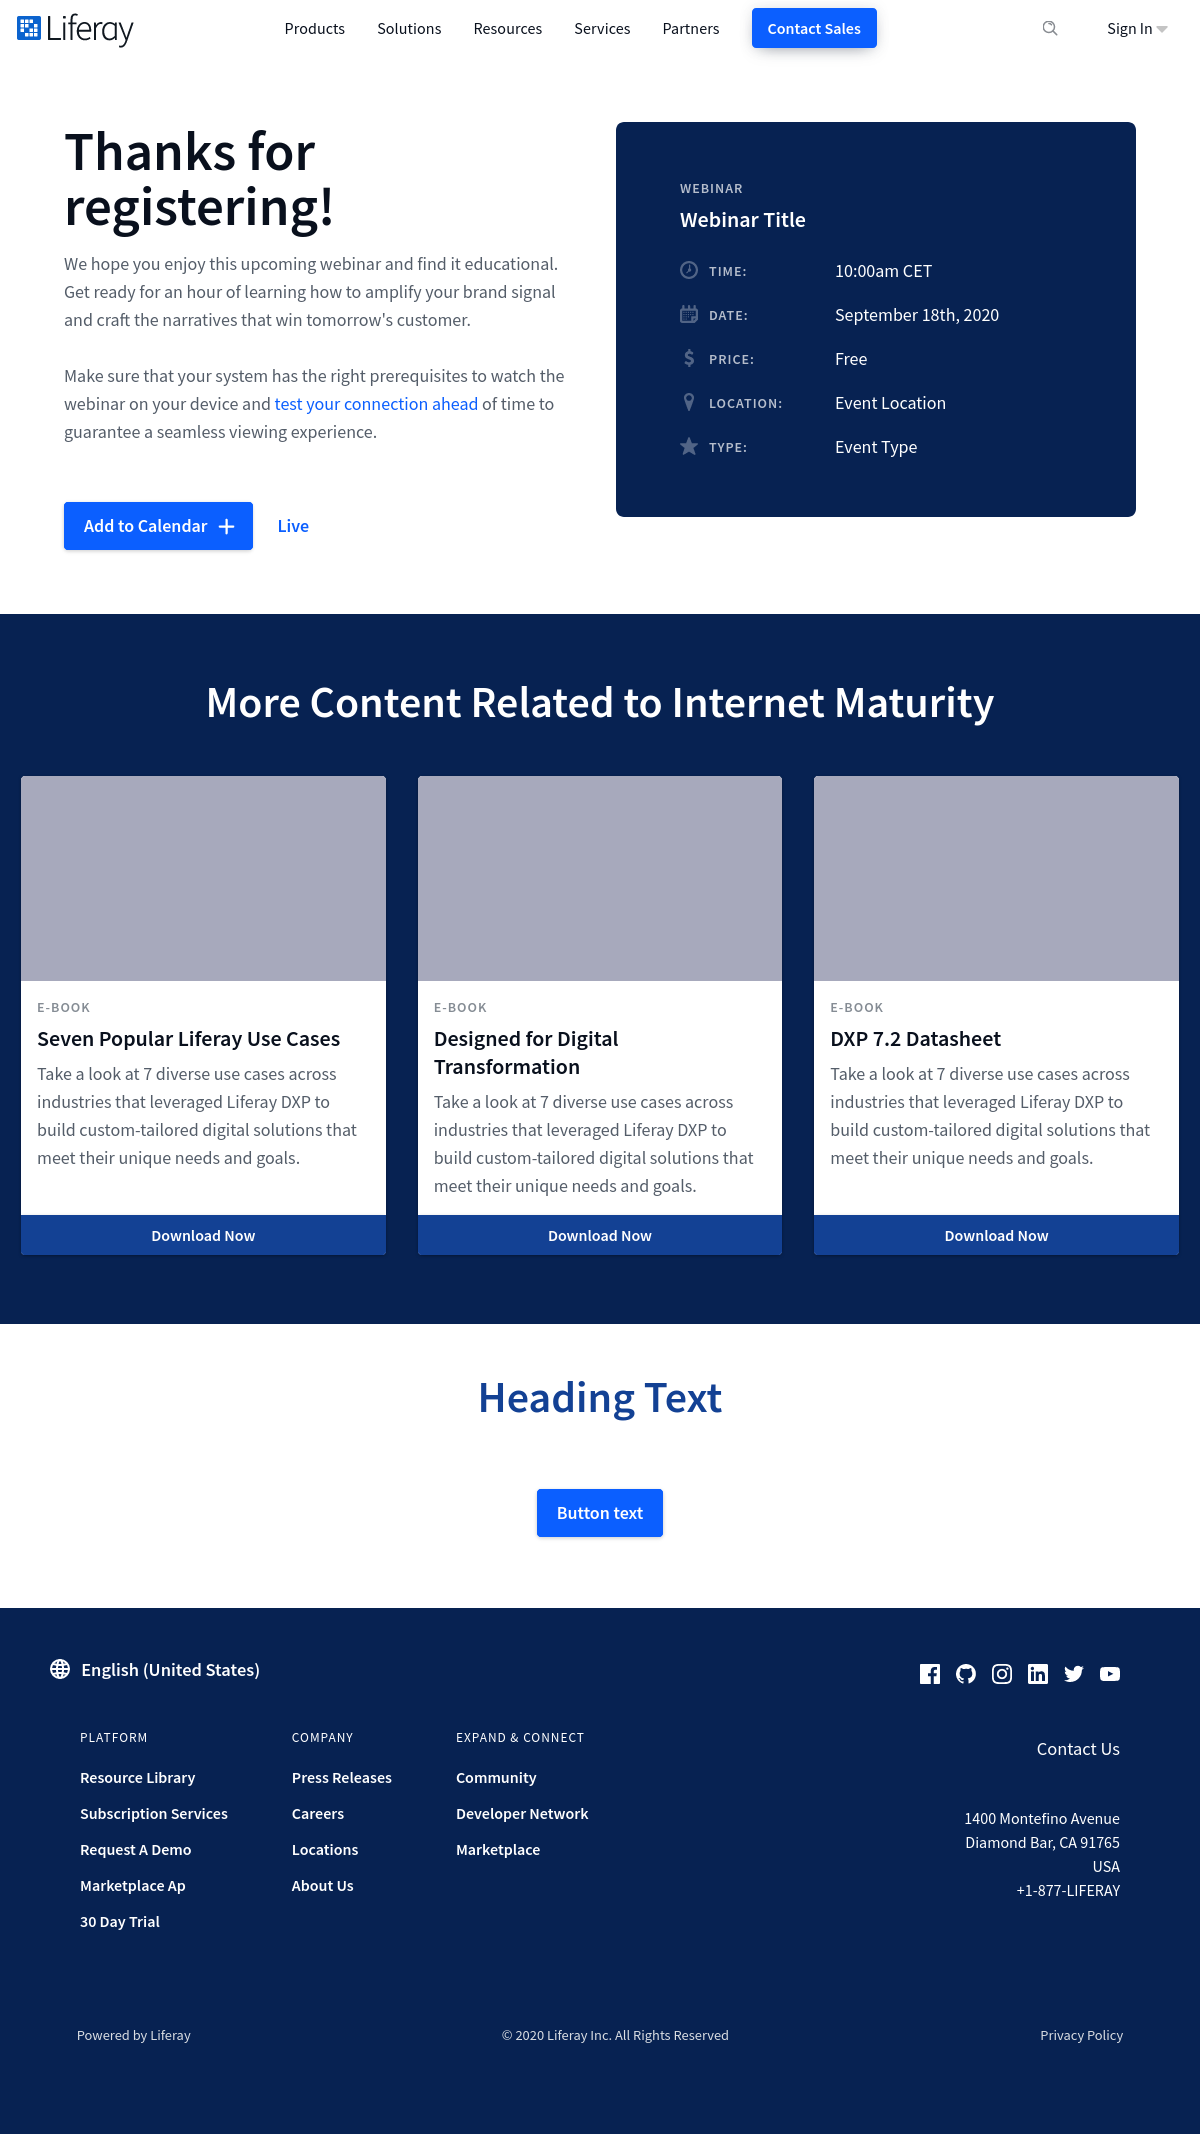 Liferay
Products Solutions Resources Services Partners Contact Sales Sign In
Thanks for
registering!
We hope you enjoy this upcoming webinar and find it educational.
Get ready for an hour of learning how to amplify your brand signal
and craft the narratives that win tomorrow's customer.
Make sure that your system has the right prerequisites to watch the
webinar on your device and test your connection ahead of time to
guarantee a seamless viewing experience.
Add to Calendar Live
WEBINAR
Webinar Title
TIME: 10:00am CET
DATE: September 18th, 2020
PRICE: Free
LOCATION: Event Location
TYPE: Event Type
More Content Related to Internet Maturity
E-BOOK
Seven Popular Liferay Use Cases
Take a look at 7 diverse use cases across
industries that leveraged Liferay DXP to
build custom-tailored digital solutions that
meet their unique needs and goals.
Download Now
E-BOOK
Designed for Digital
Transformation
Take a look at 7 diverse use cases across
industries that leveraged Liferay DXP to
build custom-tailored digital solutions that
meet their unique needs and goals.
Download Now
E-BOOK
DXP 7.2 Datasheet
Take a look at 7 diverse use cases across
industries that leveraged Liferay DXP to
build custom-tailored digital solutions that
meet their unique needs and goals.
Download Now
Heading Text
Button text
English (United States)
PLATFORM
Resource Library
Subscription Services
Request A Demo
Marketplace Ap
30 Day Trial
COMPANY
Press Releases
Careers
Locations
About Us
EXPAND & CONNECT
Community
Developer Network
Marketplace
Contact Us
1400 Montefino Avenue
Diamond Bar, CA 91765
USA
+1-877-LIFERAY
Powered by Liferay
© 2020 Liferay Inc. All Rights Reserved
Privacy Policy